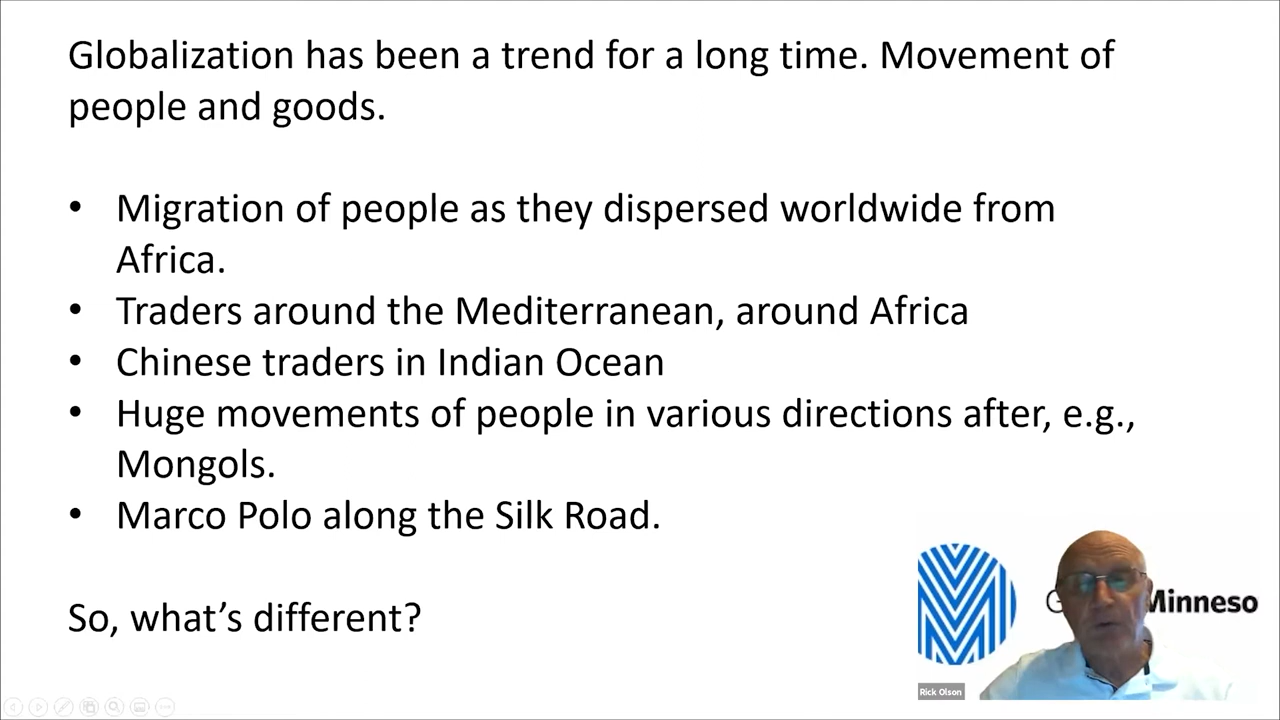 Globalization has been a trend for a long time. Movement of
people and goods.
• Migration of people as they dispersed worldwide from
Africa.
• Traders around the Mediterranean, around Africa
• Chinese traders in Indian Ocean
• Huge movements of people in various directions after, e.g.,
Mongols.
• Marco Polo along the Silk Road.
So, what's different?
G Minneso
Rick Olson